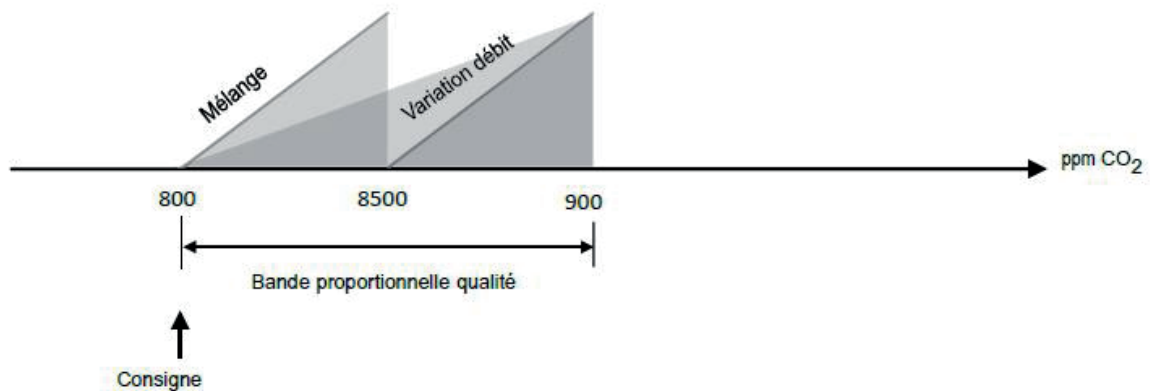 Mélange
Variation débit
ppm CO₂
800 8500 900
Bande proportionnelle qualité
Consigne